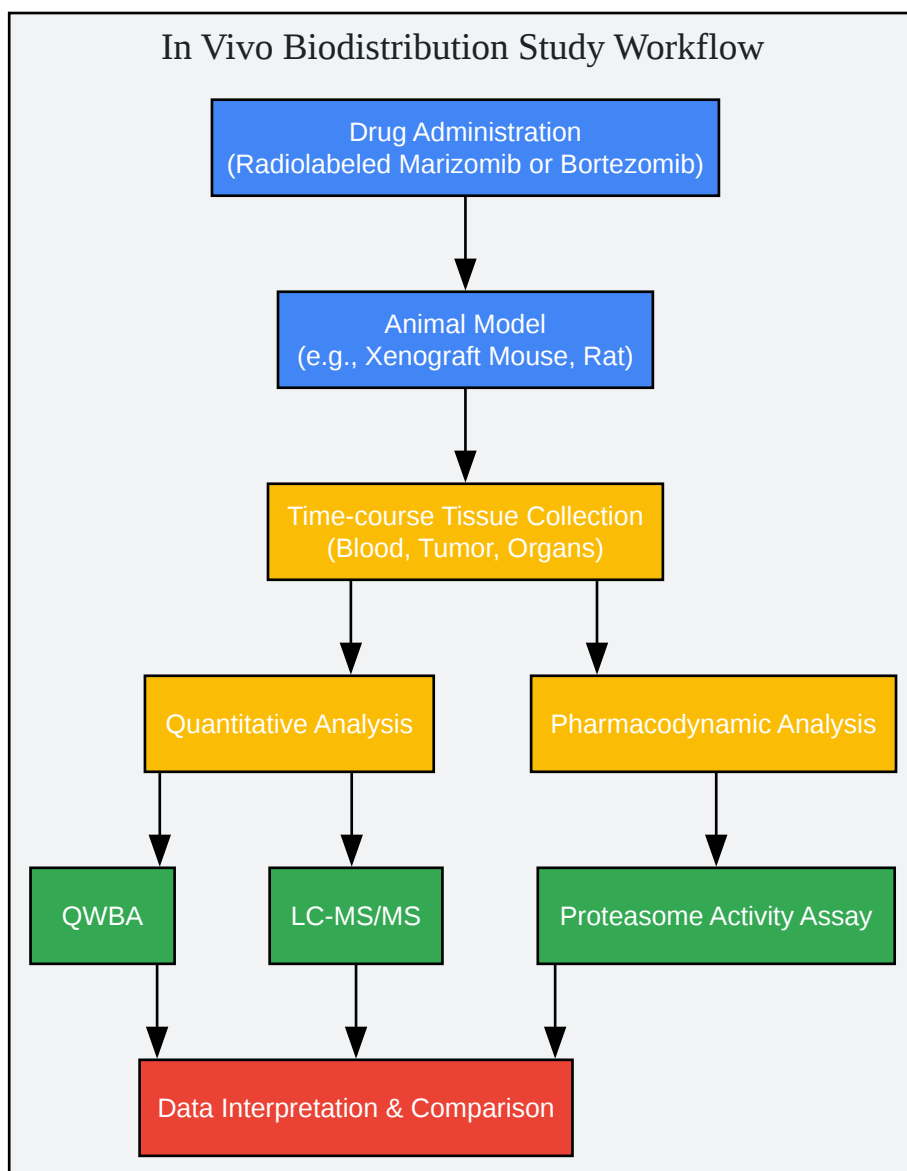 In Vivo Biodistribution Study Workflow
Drug Administration
(Radiolabeled Marizomib or Bortezomib)
Animal Model
(e.g., Xenograft Mouse, Rat)
Time-course Tissue Collection
(Blood, Tumor, Organs)
Quantitative Analysis
Pharmacodynamic Analysis
QWBA
LC-MS/MS
Proteasome Activity Assay
Data Interpretation & Comparison